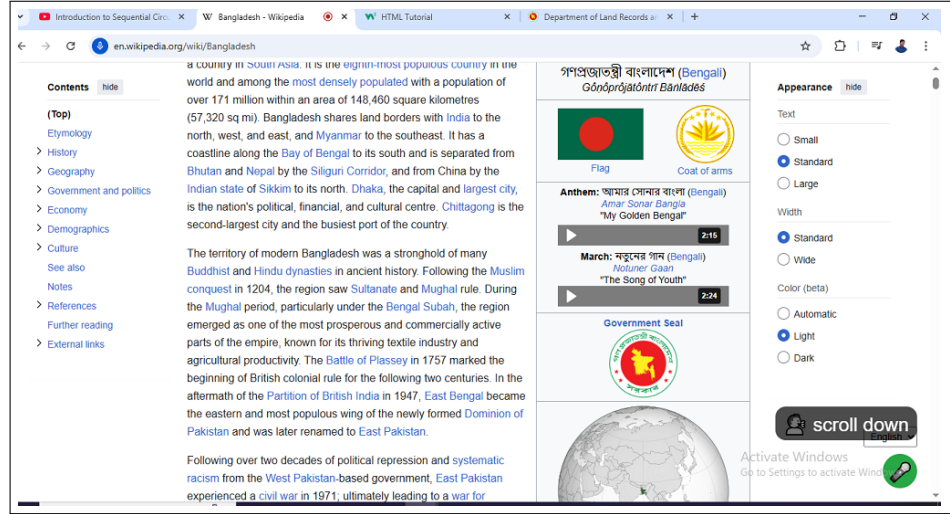 Introduction to Sequential Circ
Bangladesh - Wikipedia
HTML Tutorial
Department of Land Records a
en.wikipedia.org/wiki/Bangladesh
Contents hide
(Top)
Etymology
History
Geography
Government and politics
Economy
Demographics
Culture
See also
Notes
References
Further reading
External links
a country in South Asia. It is the eighth-most populous country in the
world and among the most densely populated with a population of
over 171 million within an area of 148,460 square kilometres
(57,320 sq mi). Bangladesh shares land borders with India to the
north, west, and east, and Myanmar to the southeast. It has a
coastline along the Bay of Bengal to its south and is separated from
Bhutan and Nepal by the Siliguri Corridor, and from China by the
Indian state of Sikkim to its north. Dhaka, the capital and largest city,
is the nation's political, financial, and cultural centre. Chittagong is the
second-largest city and the busiest port of the country.
The territory of modern Bangladesh was a stronghold of many
Buddhist and Hindu dynasties in ancient history. Following the Muslim
conquest in 1204, the region saw Sultanate and Mughal rule. During
the Mughal period, particularly under the Bengal Subah, the region
emerged as one of the most prosperous and commercially active
parts of the empire, known for its thriving textile industry and
agricultural productivity. The Battle of Plassey in 1757 marked the
beginning of British colonial rule for the following two centuries. In the
aftermath of the Partition of British India in 1947, East Bengal became
the eastern and most populous wing of the newly formed Dominion of
Pakistan and was later renamed to East Pakistan.
Following over two decades of political repression and systematic
racism from the West Pakistan-based government, East Pakistan
experienced a civil war in 1971; ultimately leading to a war for
গণপ্রজাতন্ত্রী বাংলাদেশ (Bengali)
Gônôprôjātôntrī Bānlādēś
Flag
Coat of arms
Anthem: আমার সোনার বাংলা (Bengali)
Amar Sonar Bangla
"My Golden Bengal"
2:15
March: নতুনের গান (Bengali)
Notuner Gaan
"The Song of Youth"
2:24
Government Seal
Appearance hide
Text
Small
Standard
Large
Width
Standard
Wide
Color (beta)
Automatic
Light
Dark
scroll down
English
Activate Windows
Go to Settings to activate Wind